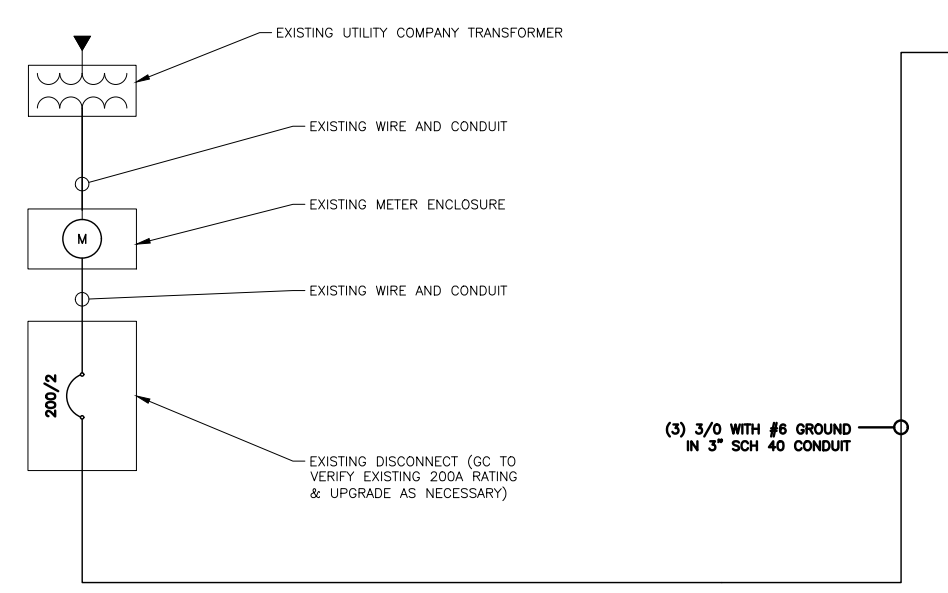 EXISTING UTILITY COMPANY TRANSFORMER
EXISTING WIRE AND CONDUIT
EXISTING METER ENCLOSURE
M
EXISTING WIRE AND CONDUIT
200/2
(3) 3/0 WITH #6 GROUND
IN 3" SCH 40 CONDUIT
EXISTING DISCONNECT (GC TO
VERIFY EXISTING 200A RATING
& UPGRADE AS NECESSARY)